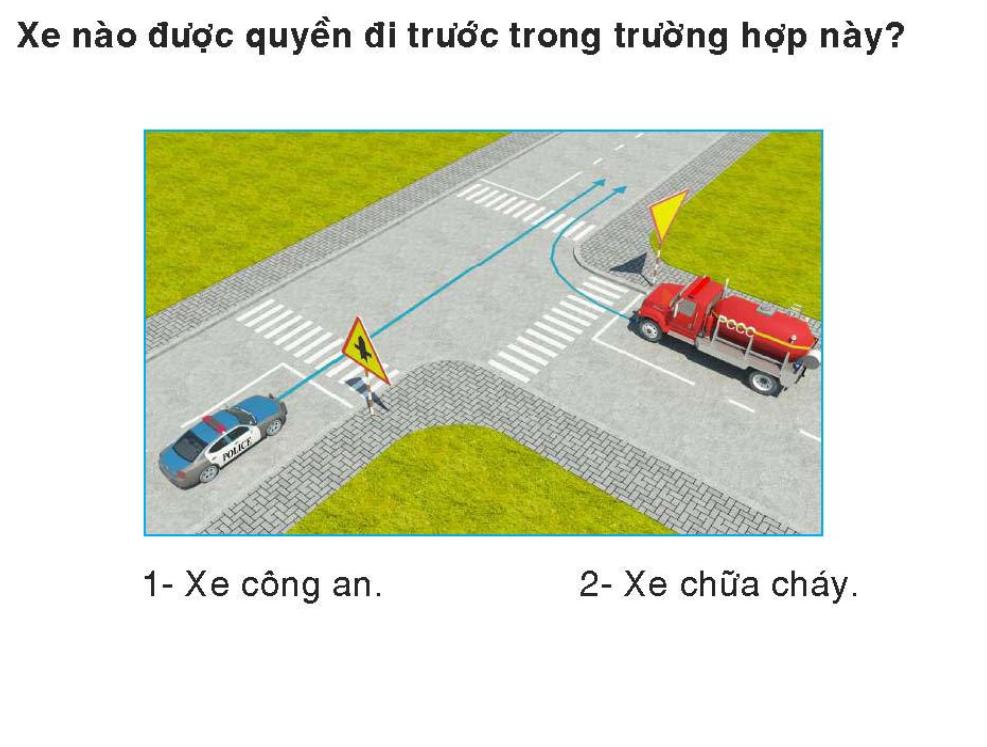 Xe nào được quyền đi trước trong trường hợp này?
PCCC
POLICE
1- Xe công an.
2- Xe chữa cháy.